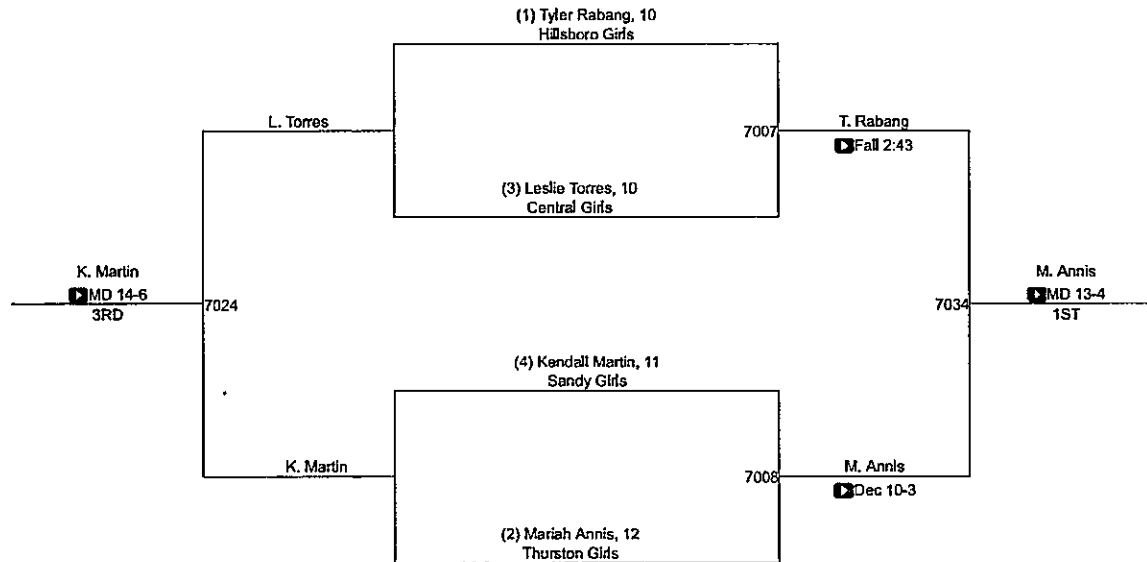 (1) Tyler Rabang, 10
Hillsboro Girls
L. Torres
7007
T. Rabang
Fall 2:43
(3) Leslie Torres, 10
Central Girls
K. Martin
MD 14-6
3RD
7024
7034
M. Annis
MD 13-4
1ST
(4) Kendall Martin, 11
Sandy Girls
K. Martin
7008
M. Annis
Dec 10-3
(2) Mariah Annis, 12
Thurston Girls